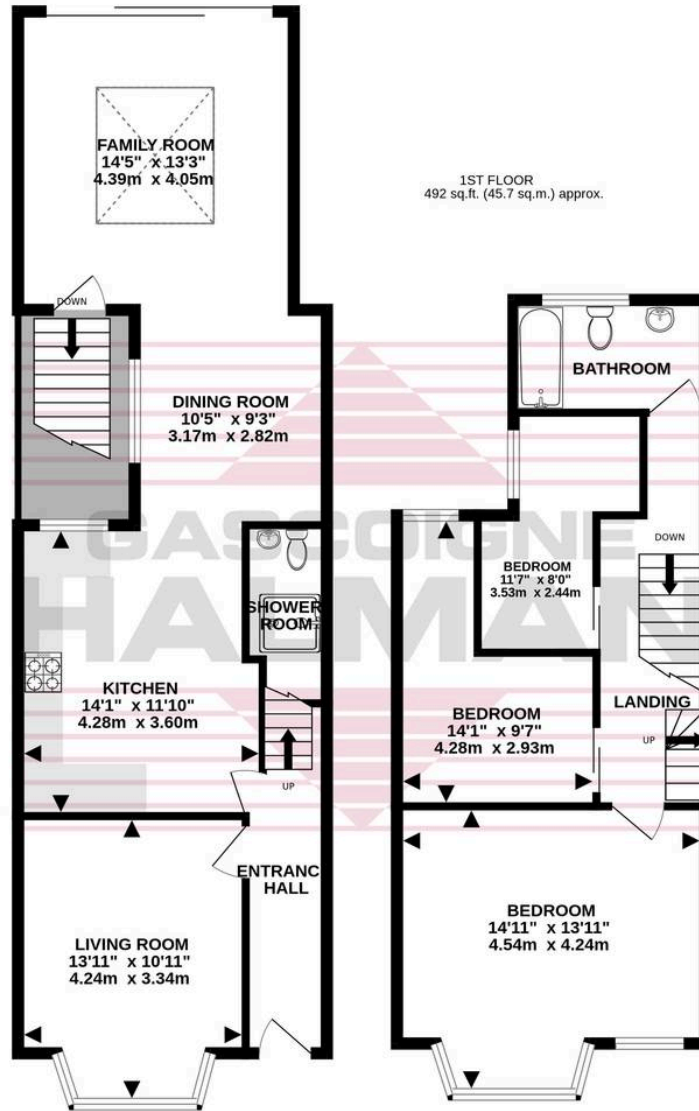 FAMILY ROOM
14'5" x 13'3"
4.39m x 4.05m
DOWN
DINING ROOM
10'5" x 9'3"
3.17m x 2.82m
SHOWER
ROOM
KITCHEN
14'1" x 11'10"
4.28m x 3.60m
UP
ENTRANC
HALL
LIVING ROOM
13'11" x 10'11"
4.24m x 3.34m
1ST FLOOR
492 sq.ft. (45.7 sq.m.) approx.
BATHROOM
DOWN
BEDROOM
11'7" x 8'0"
3.53m x 2.44m
LANDING
UP
BEDROOM
14'1" x 9'7"
4.28m x 2.93m
BEDROOM
14'11" x 13'11"
4.54m x 4.24m
GASCOIGNE
HALMAN